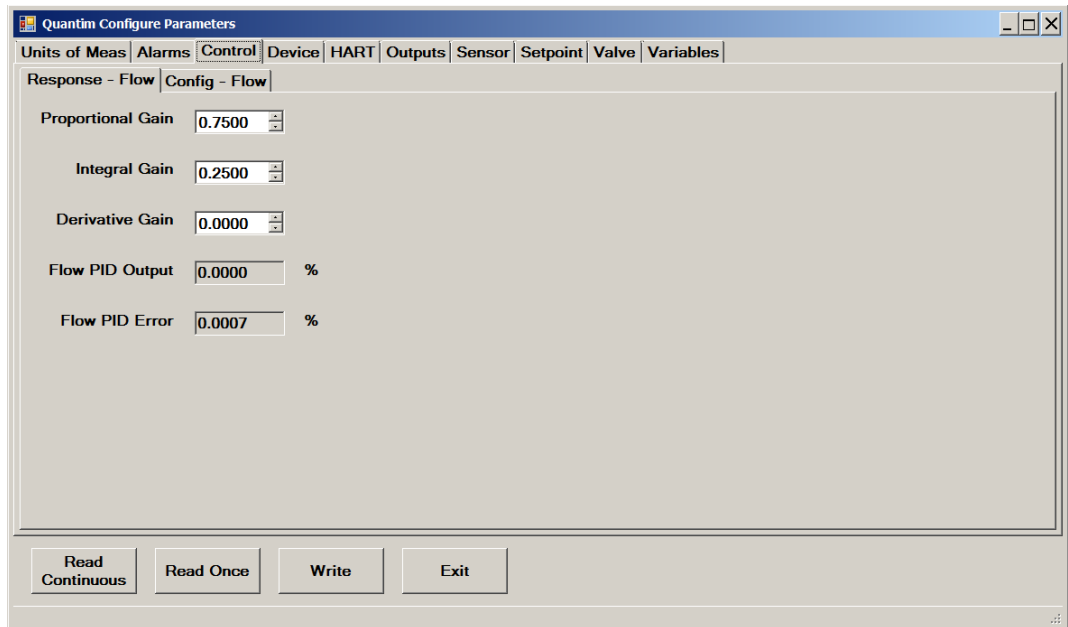 Quantim Configure Parameters
Units of Meas Alarms Control Device HART Outputs Sensor Setpoint Valve Variables
Response - Flow Config - Flow
Proportional Gain 0.7500
Integral Gain 0.2500
Derivative Gain 0.0000
Flow PID Output 0.0000 %
Flow PID Error 0.0007 %
Read
Continuous
Read Once
Write
Exit